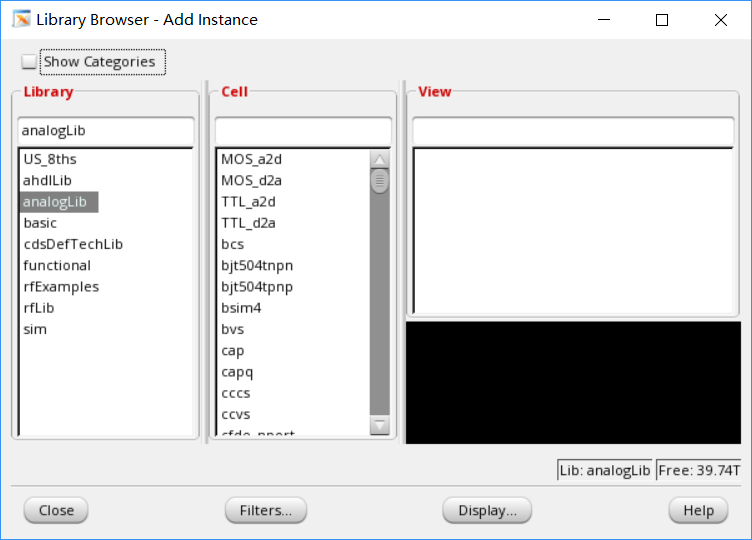 Library Browser - Add Instance
Show Categories
Library
Cell
View
analogLib
US_8ths
ahdlLib
analogLib
basic
cdsDefTechLib
functional
rfExamples
rfLib
sim
MOS_a2d
MOS_d2a
TTL_a2d
TTL_d2a
bcs
bjt504tnpn
bjt504tpnp
bsim4
bvs
cap
capq
cccs
ccvs
Lib: analogLib
Free: 39.74T
Close
Filters...
Display...
Help